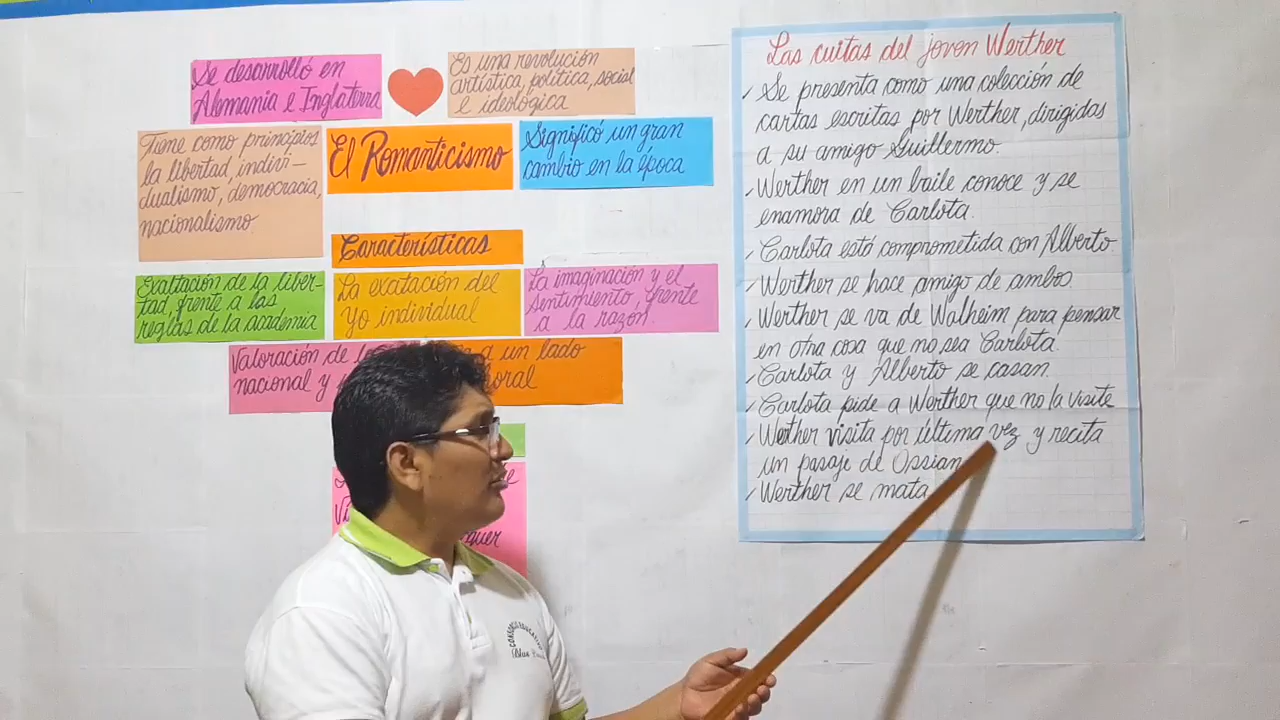 Se desarrolló en
Alemania e Inglaterra
Es una revolución
artística, política, social
e ideológica
Tiene como principios
la libertad, indivi-
dualismo, democracia,
nacionalismo.
El Romanticismo
Significó un gran
cambio en la época
Características
Exaltación de la liber-
tad, frente a las
reglas de la academia
La exaltación del
Yo individual
La imaginación y el
sentimiento, frente
a la razón.
Valoración de
nacional y
a un lado
quer
Las cuitas del joven Werther
Se presenta como una colección de
cartas escritas por Werther, dirigidas
a su amigo Guillermo.
Werther en un baile conoce y se
enamora de Carlota.
Carlota está comprometida con Alberto.
Werther se hace amigo de ambos.
Werther se va de Walheim para pensar
en otra cosa que no sea Carlota.
Carlota y Alberto se casan.
Carlota pide a Werther que no la visite
Werther visita por última vez y recita
un pasaje de Ossian
Werther se mata
CONSORCIO EDUCATIVO
Blue